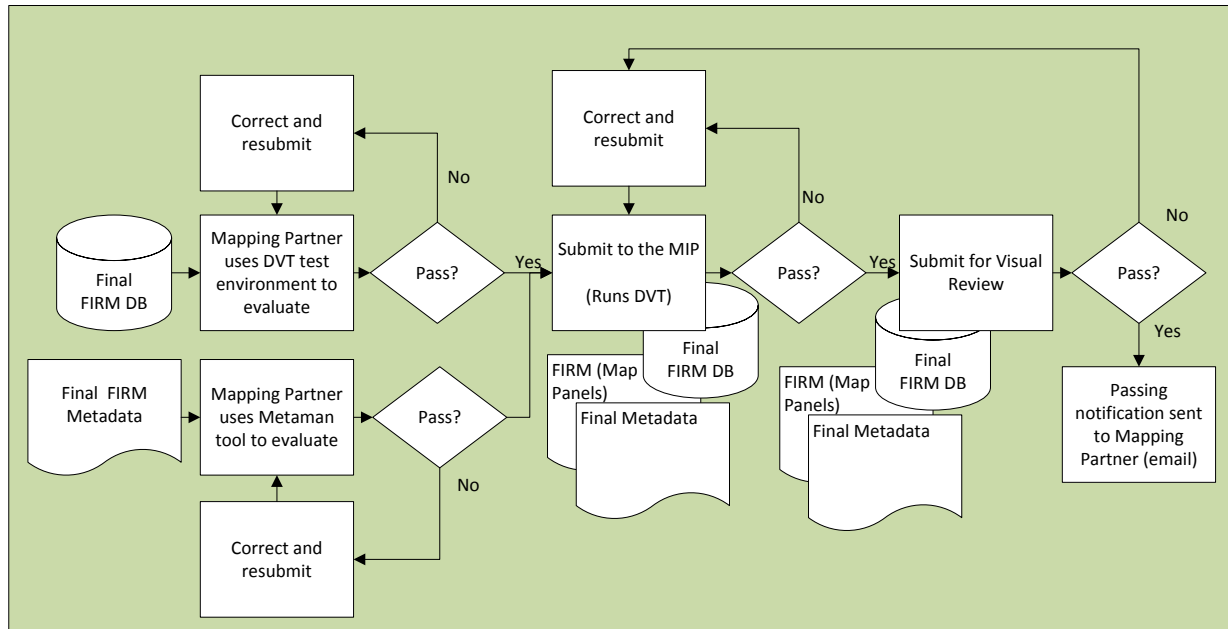 Correct and
resubmit
No
Final
FIRM DB
Mapping Partner
uses DVT test
environment to
evaluate
Pass?
Yes
Final  FIRM
Metadata
Mapping Partner
uses Metaman
tool to evaluate
Pass?
No
Correct and
resubmit
Correct and
resubmit
No
Submit to the MIP
(Runs DVT)
Pass?
Yes
Final
FIRM DB
FIRM (Map
Panels)
Final Metadata
Submit for Visual
Review
Pass?
No
Yes
Final
FIRM DB
FIRM (Map
Panels)
Final Metadata
Passing
notification sent
to Mapping
Partner (email)